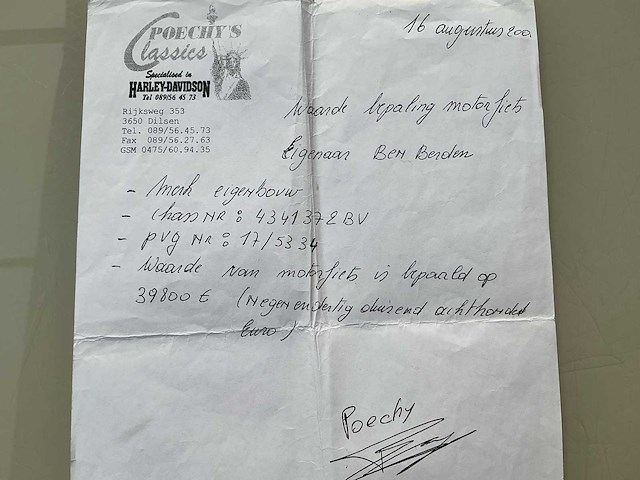 POECHY'S
Classics
Specialised in
HARLEY-DAVIDSON
Tel 089/56 45 73
Rijksweg 353
3650 Dilsen
Tel. 089/56.45.73
Fax 089/56.27.63
GSM 0475/60.94.35
16 augustus
Waarde bepaling motorfiets
Eigenaar Ben Berden
- Merk eigenbouw
- Chass NR : 4341372 BV
- pvg NR : 17/5334
- Waarde van motorfiets is bepaald op
39800 € (Negenendertig duisend achthonderd
Euro)
Poechy